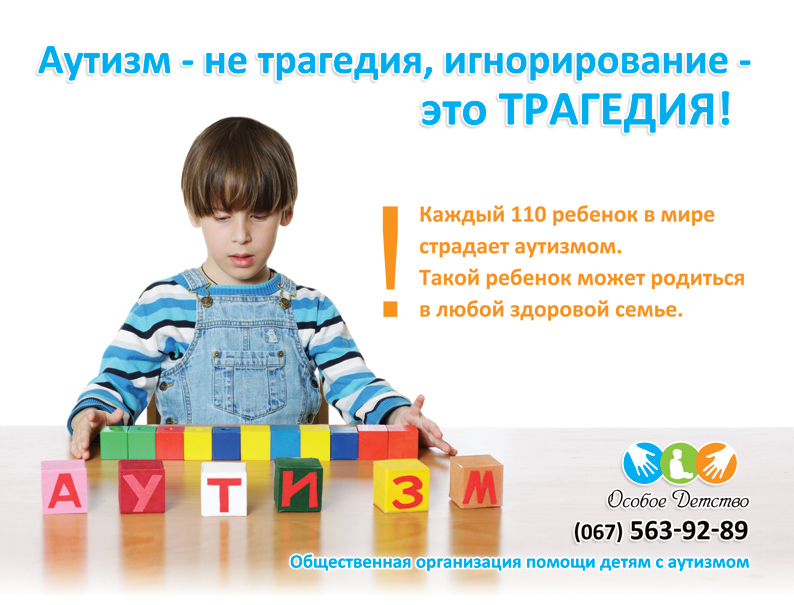 Аутизм - не трагедия, игнорирование -
это ТРАГЕДИЯ!
!
Каждый 110 ребенок в мире
страдает аутизмом.
Такой ребенок может родиться
в любой здоровой семье.
АУТИЗМ
Особое Детство
(067) 563-92-89
Общественная организация помощи детям с аутизмом